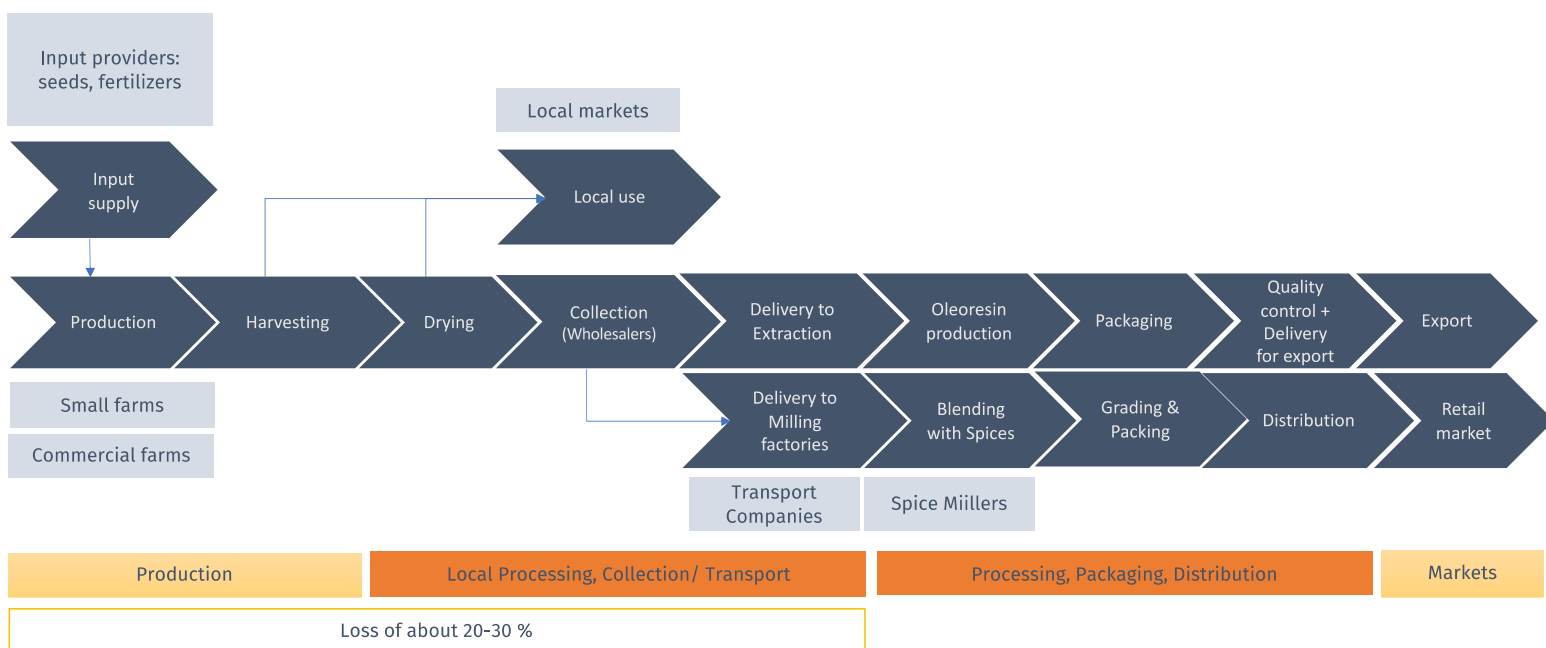 Input providers:
seeds, fertilizers
Local markets
Input
supply
Local use
Production
Harvesting
Drying
Collection
(Wholesalers)
Delivery to
Extraction
Oleoresin
production
Packaging
Quality
control +
Delivery
for export
Export
Small farms
Commercial farms
Delivery to
Milling
factories
Blending
with Spices
Grading &
Packing
Distribution
Retail
market
Transport
Companies
Spice Miillers
Production
Local Processing, Collection/ Transport
Processing, Packaging, Distribution
Markets
Loss of about 20-30 %